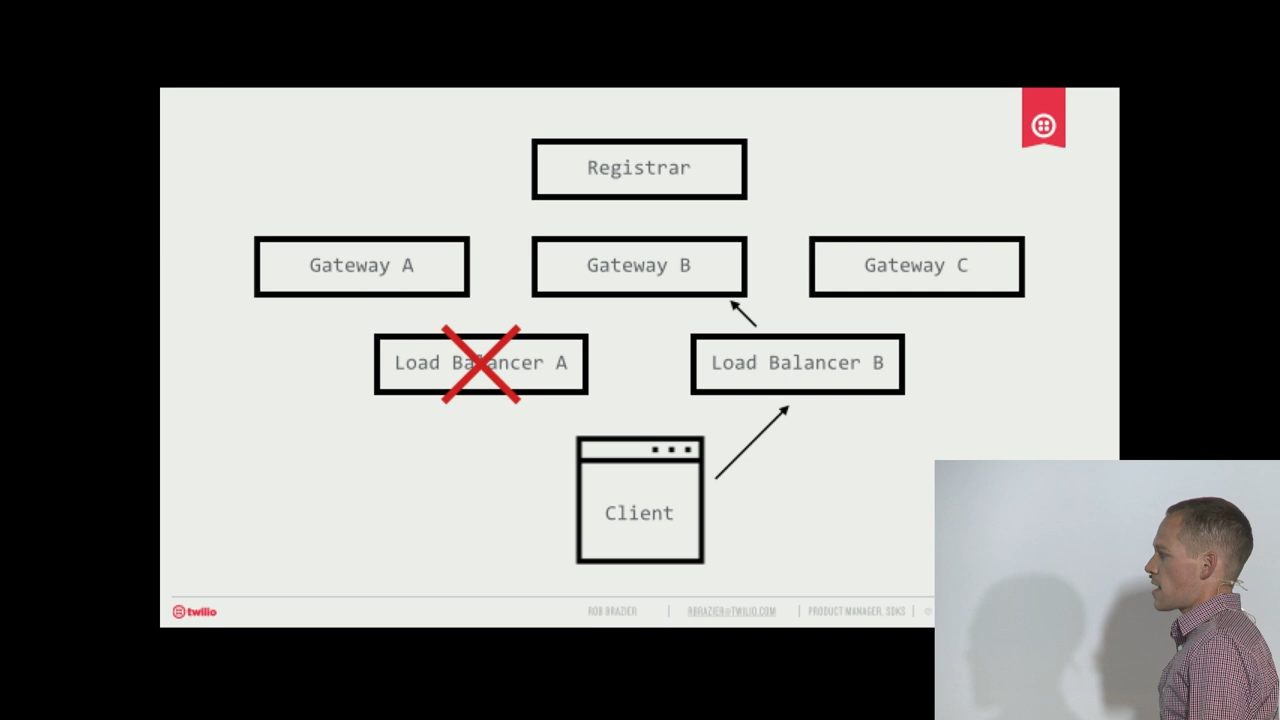 Registrar
Gateway A
Gateway B
Gateway C
Load Balancer A
Load Balancer B
Client
twilio
ROB BRAZIER | RBRAZIER@TWILIO.COM | PRODUCT MANAGER, SDKS |